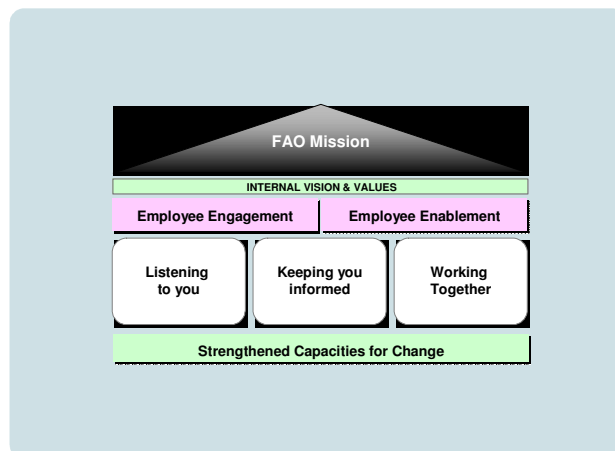 FAO Mission
INTERNAL VISION & VALUES
Employee Engagement
Employee Enablement
Listening
to you
Keeping you
informed
Working
Together
Strengthened Capacities for Change